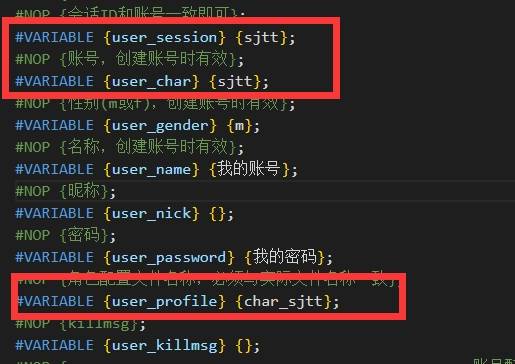 #NOP {会话ID和账号一致即可};
#VARIABLE {user_session} {sjtt};
#NOP {账号，创建账号时有效};
#VARIABLE {user_char} {sjtt};
#NOP {性别(m或f)，创建账号时有效};
#VARIABLE {user_gender} {m};
#NOP {名称，创建账号时有效};
#VARIABLE {user_name} {我的账号};
#NOP {昵称};
#VARIABLE {user_nick} {};
#NOP {密码};
#VARIABLE {user_password} {我的密码};
#NOP {角色配置文件名称，必须与实际文件名称一致}
#VARIABLE {user_profile} {char_sjtt};
#NOP {killmsg};
#VARIABLE {user_killmsg} {};
#NOP {